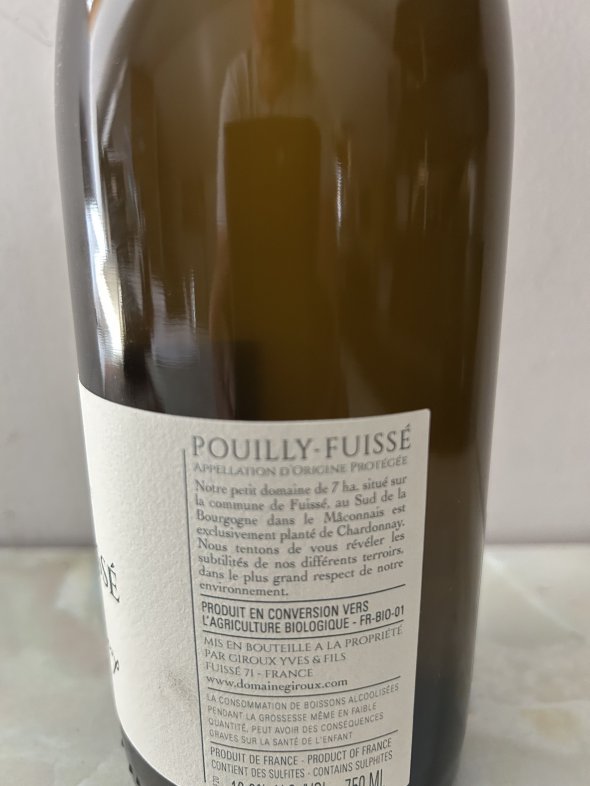 POUILLY-FUISSÉ
APPELLATION D'ORIGINE PROTÉGÉE
Notre petit domaine de 7 ha, situé sur
la commune de Fuissé, au Sud de la
Bourgogne dans le Mâconnais est
exclusivement planté de Chardonnay.
Nous tentons de vous révéler les
subtilités de nos différents terroirs,
dans le plus grand respect de notre
environnement.
PRODUIT EN CONVERSION VERS
L'AGRICULTURE BIOLOGIQUE - FR-BIO-01
MIS EN BOUTEILLE A LA PROPRIÉTÉ
PAR GIROUX YVES & FILS
FUISSÉ 71 - FRANCE
www.domainegiroux.com
LA CONSOMMATION DE BOISSONS ALCOOLISÉES
PENDANT LA GROSSESSE MÊME EN FAIBLE
QUANTITÉ, PEUT AVOIR DES CONSÉQUENCES
GRAVES SUR LA SANTÉ DE L'ENFANT
PRODUIT DE FRANCE - PRODUCT OF FRANCE
CONTIENT DES SULFITES - CONTAINS SULPHITES
750 ML